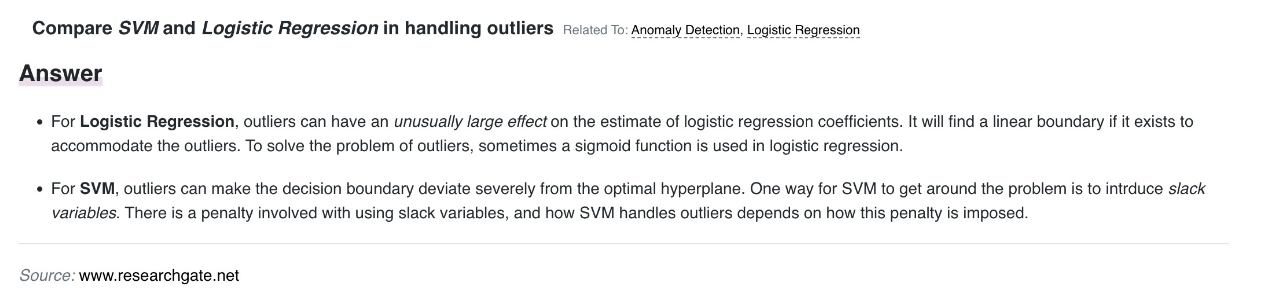 Compare SVM and Logistic Regression in handling outliers Related To: Anomaly Detection, Logistic Regression
Answer
• For Logistic Regression, outliers can have an unusually large effect on the estimate of logistic regression coefficients. It will find a linear boundary if it exists to
accommodate the outliers. To solve the problem of outliers, sometimes a sigmoid function is used in logistic regression.
• For SVM, outliers can make the decision boundary deviate severely from the optimal hyperplane. One way for SVM to get around the problem is to intrduce slack
variables. There is a penalty involved with using slack variables, and how SVM handles outliers depends on how this penalty is imposed.
Source: www.researchgate.net